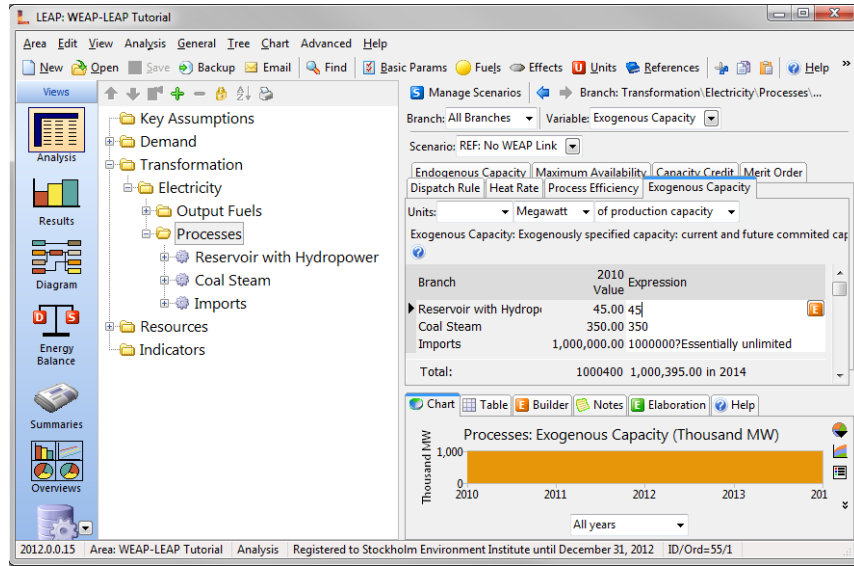 LEAP: WEAP-LEAP Tutorial
Area Edit View Analysis General Tree Chart Advanced Help
New Open Save Backup Email Find Basic Params Fuels Effects Units References Help »
Views
Analysis
Results
Diagram
Energy Balance
Summaries
Overviews
Key Assumptions
Demand
Transformation
Electricity
Output Fuels
Processes
Reservoir with Hydropower
Coal Steam
Imports
Resources
Indicators
Manage Scenarios Branch: Transformation\Electricity\Processes\...
Branch: All Branches Variable: Exogenous Capacity
Scenario: REF: No WEAP Link
Endogenous Capacity Maximum Availability Capacity Credit Merit Order
Dispatch Rule Heat Rate Process Efficiency Exogenous Capacity
Units: Megawatt of production capacity
Exogenous Capacity: Exogenously specified capacity: current and future commited cap
Branch 2010 Value Expression
Reservoir with Hydrop 45.00 45
Coal Steam 350.00 350
Imports 1,000,000.00 1000000?Essentially unlimited
Total: 1000400 1,000,395.00 in 2014
Chart Table Builder Notes Elaboration Help
Processes: Exogenous Capacity (Thousand MW)
Thousand MW
1,000
0
2010 2011 2012 2013 201
All years
2012.0.0.15 Area: WEAP-LEAP Tutorial Analysis Registered to Stockholm Environment Institute until December 31, 2012 ID/Ord=55/1